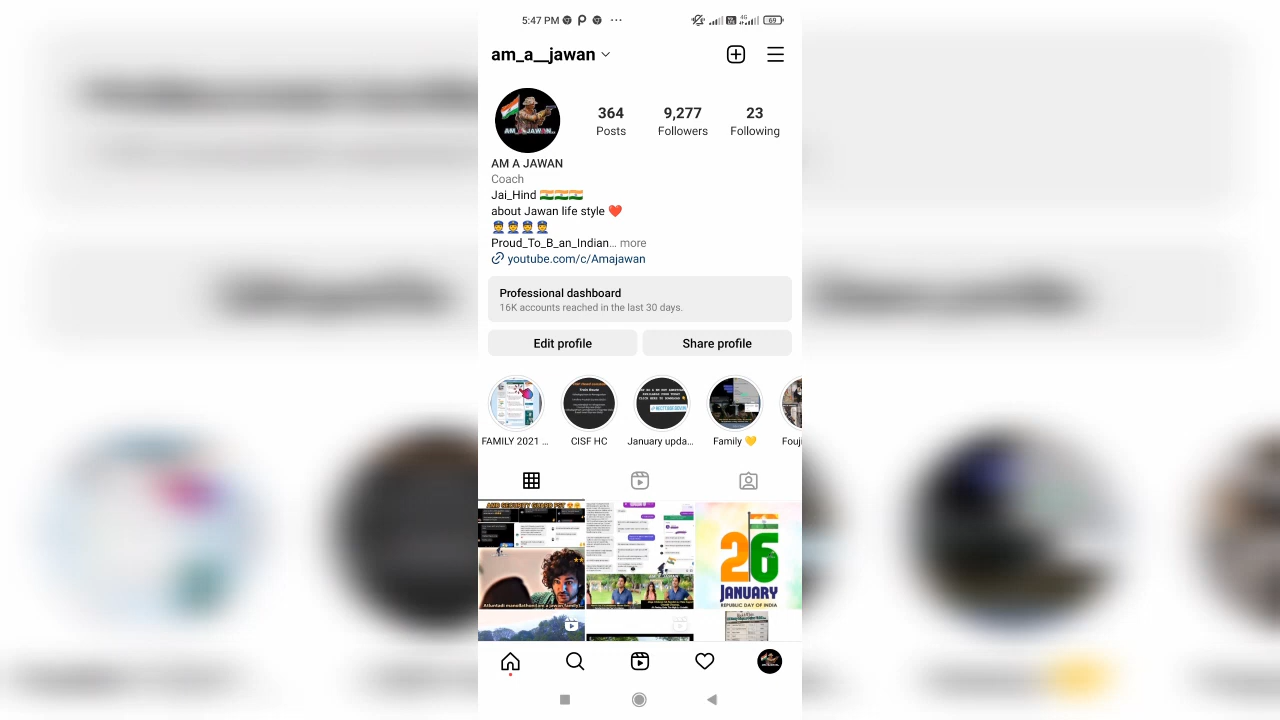 5:47 PM
4G
69
am_a__jawan
364
9,277
23
Posts
Followers
Following
AM A JAWAN
Coach
Jai_Hind 🇮🇳🇮🇳🇮🇳
about Jawan life style ❤️
👮👮👮👮
Proud_To_B_an_Indian... more
youtube.com/c/Amajawan
Professional dashboard
16K accounts reached in the last 30 days.
Edit profile
Share profile
FAMILY 2021 ...
CISF HC
January upda...
Family 💛
Fouj
26
JANUARY
REPUBLIC DAY OF INDIA